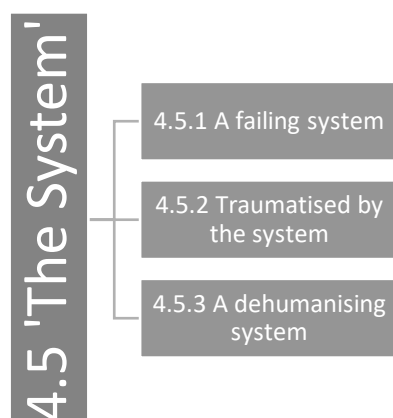 4.5 'The System'
4.5.1 A failing system
4.5.2 Traumatised by
the system
4.5.3 A dehumanising
system